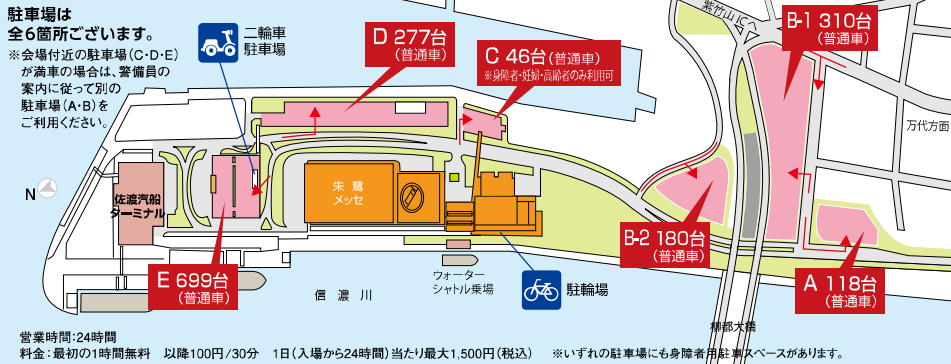 駐車場は
全6箇所ございます。
※会場付近の駐車場(C・D・E)
が満車の場合は、警備員の
案内に従って別の
駐車場(A・B)を
ご利用ください。
二輪車
駐車場
D 277台
(普通車)
C 46台(普通車)
※身障者・妊婦・高齢者のみ利用可
紫竹山ICへ
B-1 310台
(普通車)
万代方面
N
佐渡汽船
ターミナル
朱鷺
メッセ
B-2 180台
(普通車)
E 699台
(普通車)
A 118台
(普通車)
信濃川
ウォーター
シャトル乗場
駐輪場
柳都大橋
営業時間:24時間
料金:最初の1時間無料 以降100円/30分 1日(入場から24時間)当たり最大1,500円(税込) ※いずれの駐車場にも身障者用駐車スペースがあります。